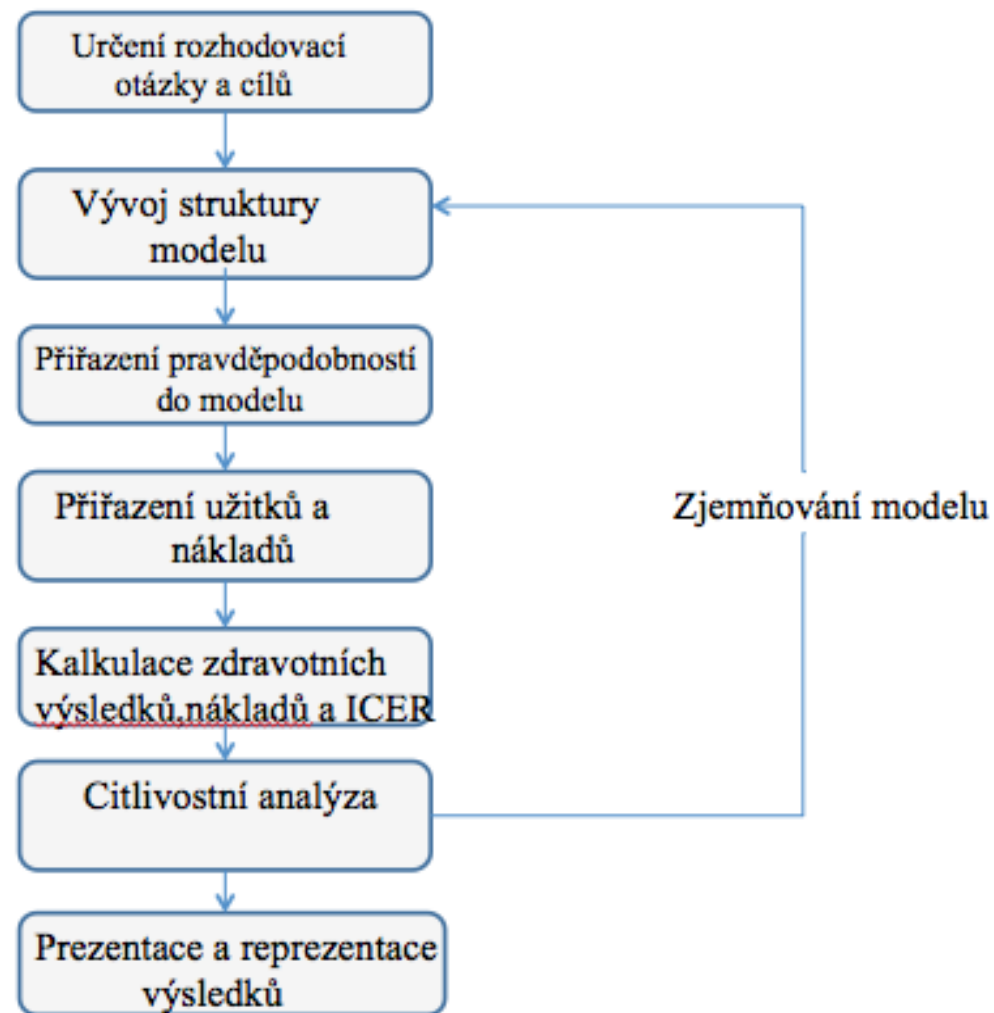 Určení rozhodovací
otázky a cílů
Vývoj struktury
modelu
Přiřazení pravděpodobností
do modelu
Přiřazení užitků a
nákladů
Zjemňování modelu
Kalkulace zdravotních
výsledků,nákladů a ICER
Citlivostní analýza
Prezentace a reprezentace
výsledků